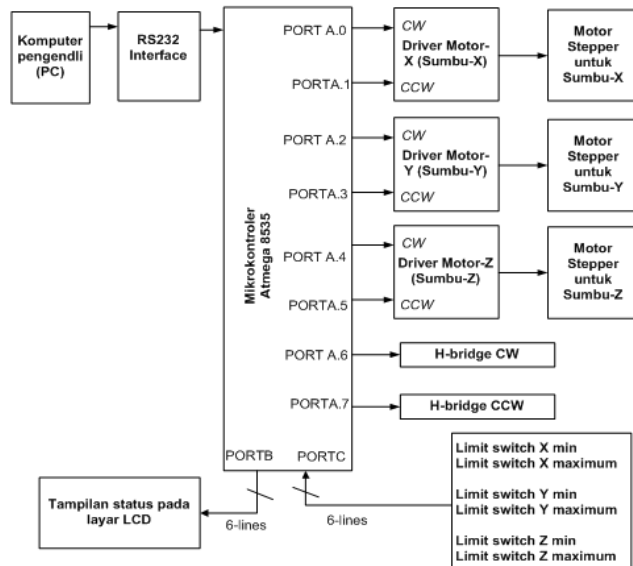 Komputer
pengendli
(PC)
RS232
Interface
Mikrokontroler
Atmega 8535
PORT A.0
PORTA.1
PORT A.2
PORTA.3
PORT A.4
PORTA.5
PORT A.6
PORTA.7
PORTB
PORTC
CW
Driver Motor-
X (Sumbu-X)
CCW
Motor
Stepper
untuk
Sumbu-X
CW
Driver Motor-
Y (Sumbu-Y)
CCW
Motor
Stepper
untuk
Sumbu-Y
CW
Driver Motor-Z
(Sumbu-Z)
CCW
Motor
Stepper
untuk
Sumbu-Z
H-bridge CW
H-bridge CCW
Tampilan status pada
layar LCD
6-lines
6-lines
Limit switch X min
Limit switch X maximum
Limit switch Y min
Limit switch Y maximum
Limit switch Z min
Limit switch Z maximum